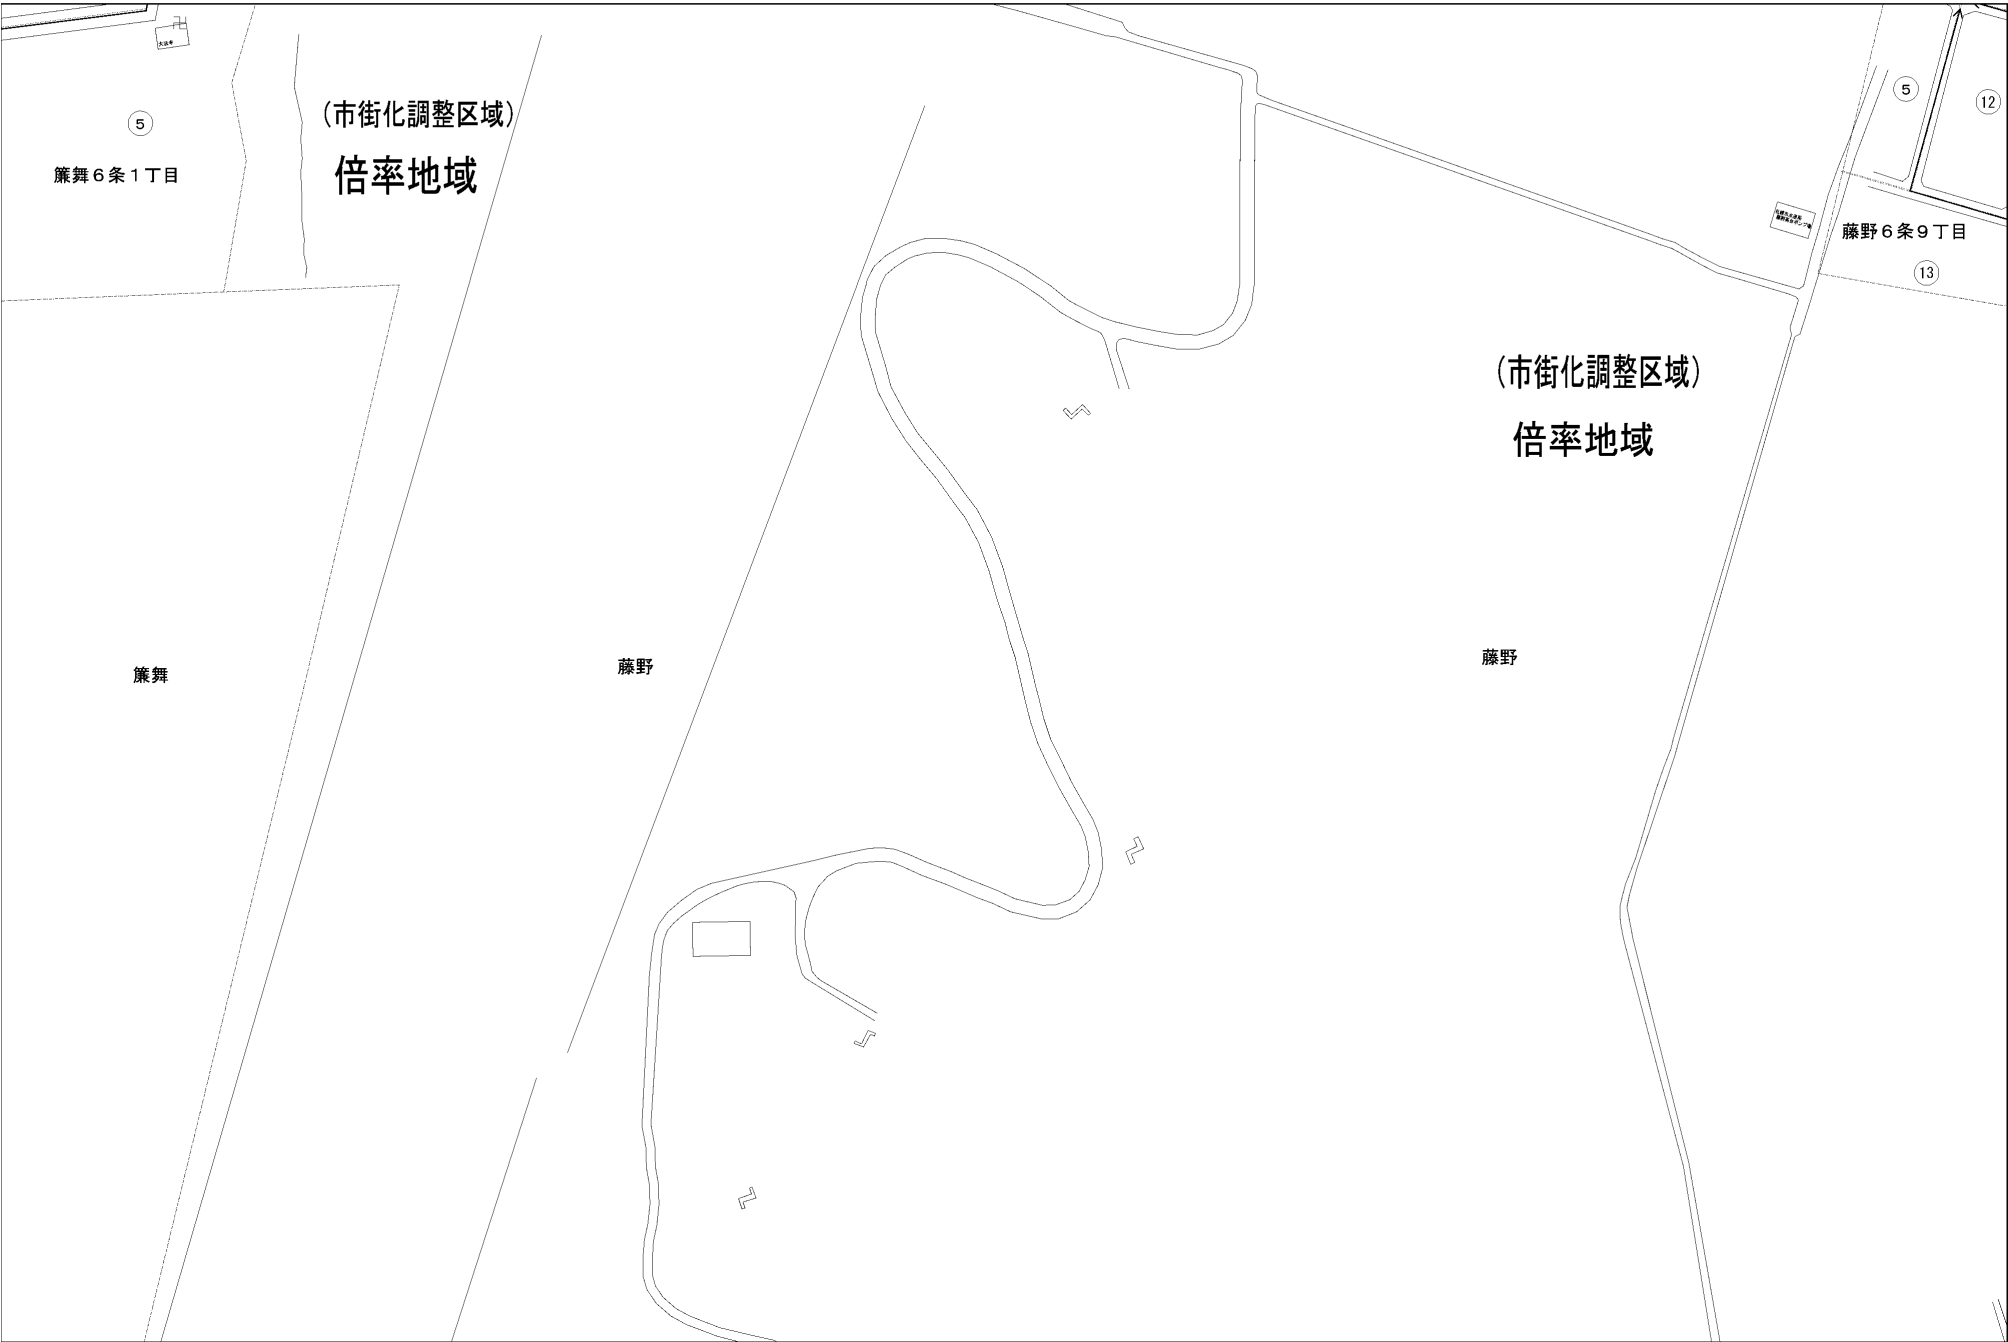 ⑤
簾舞６条１丁目
（市街化調整区域）
倍率地域
⑤
⑫
藤野６条９丁目
⑬
（市街化調整区域）
倍率地域
簾舞
藤野
藤野